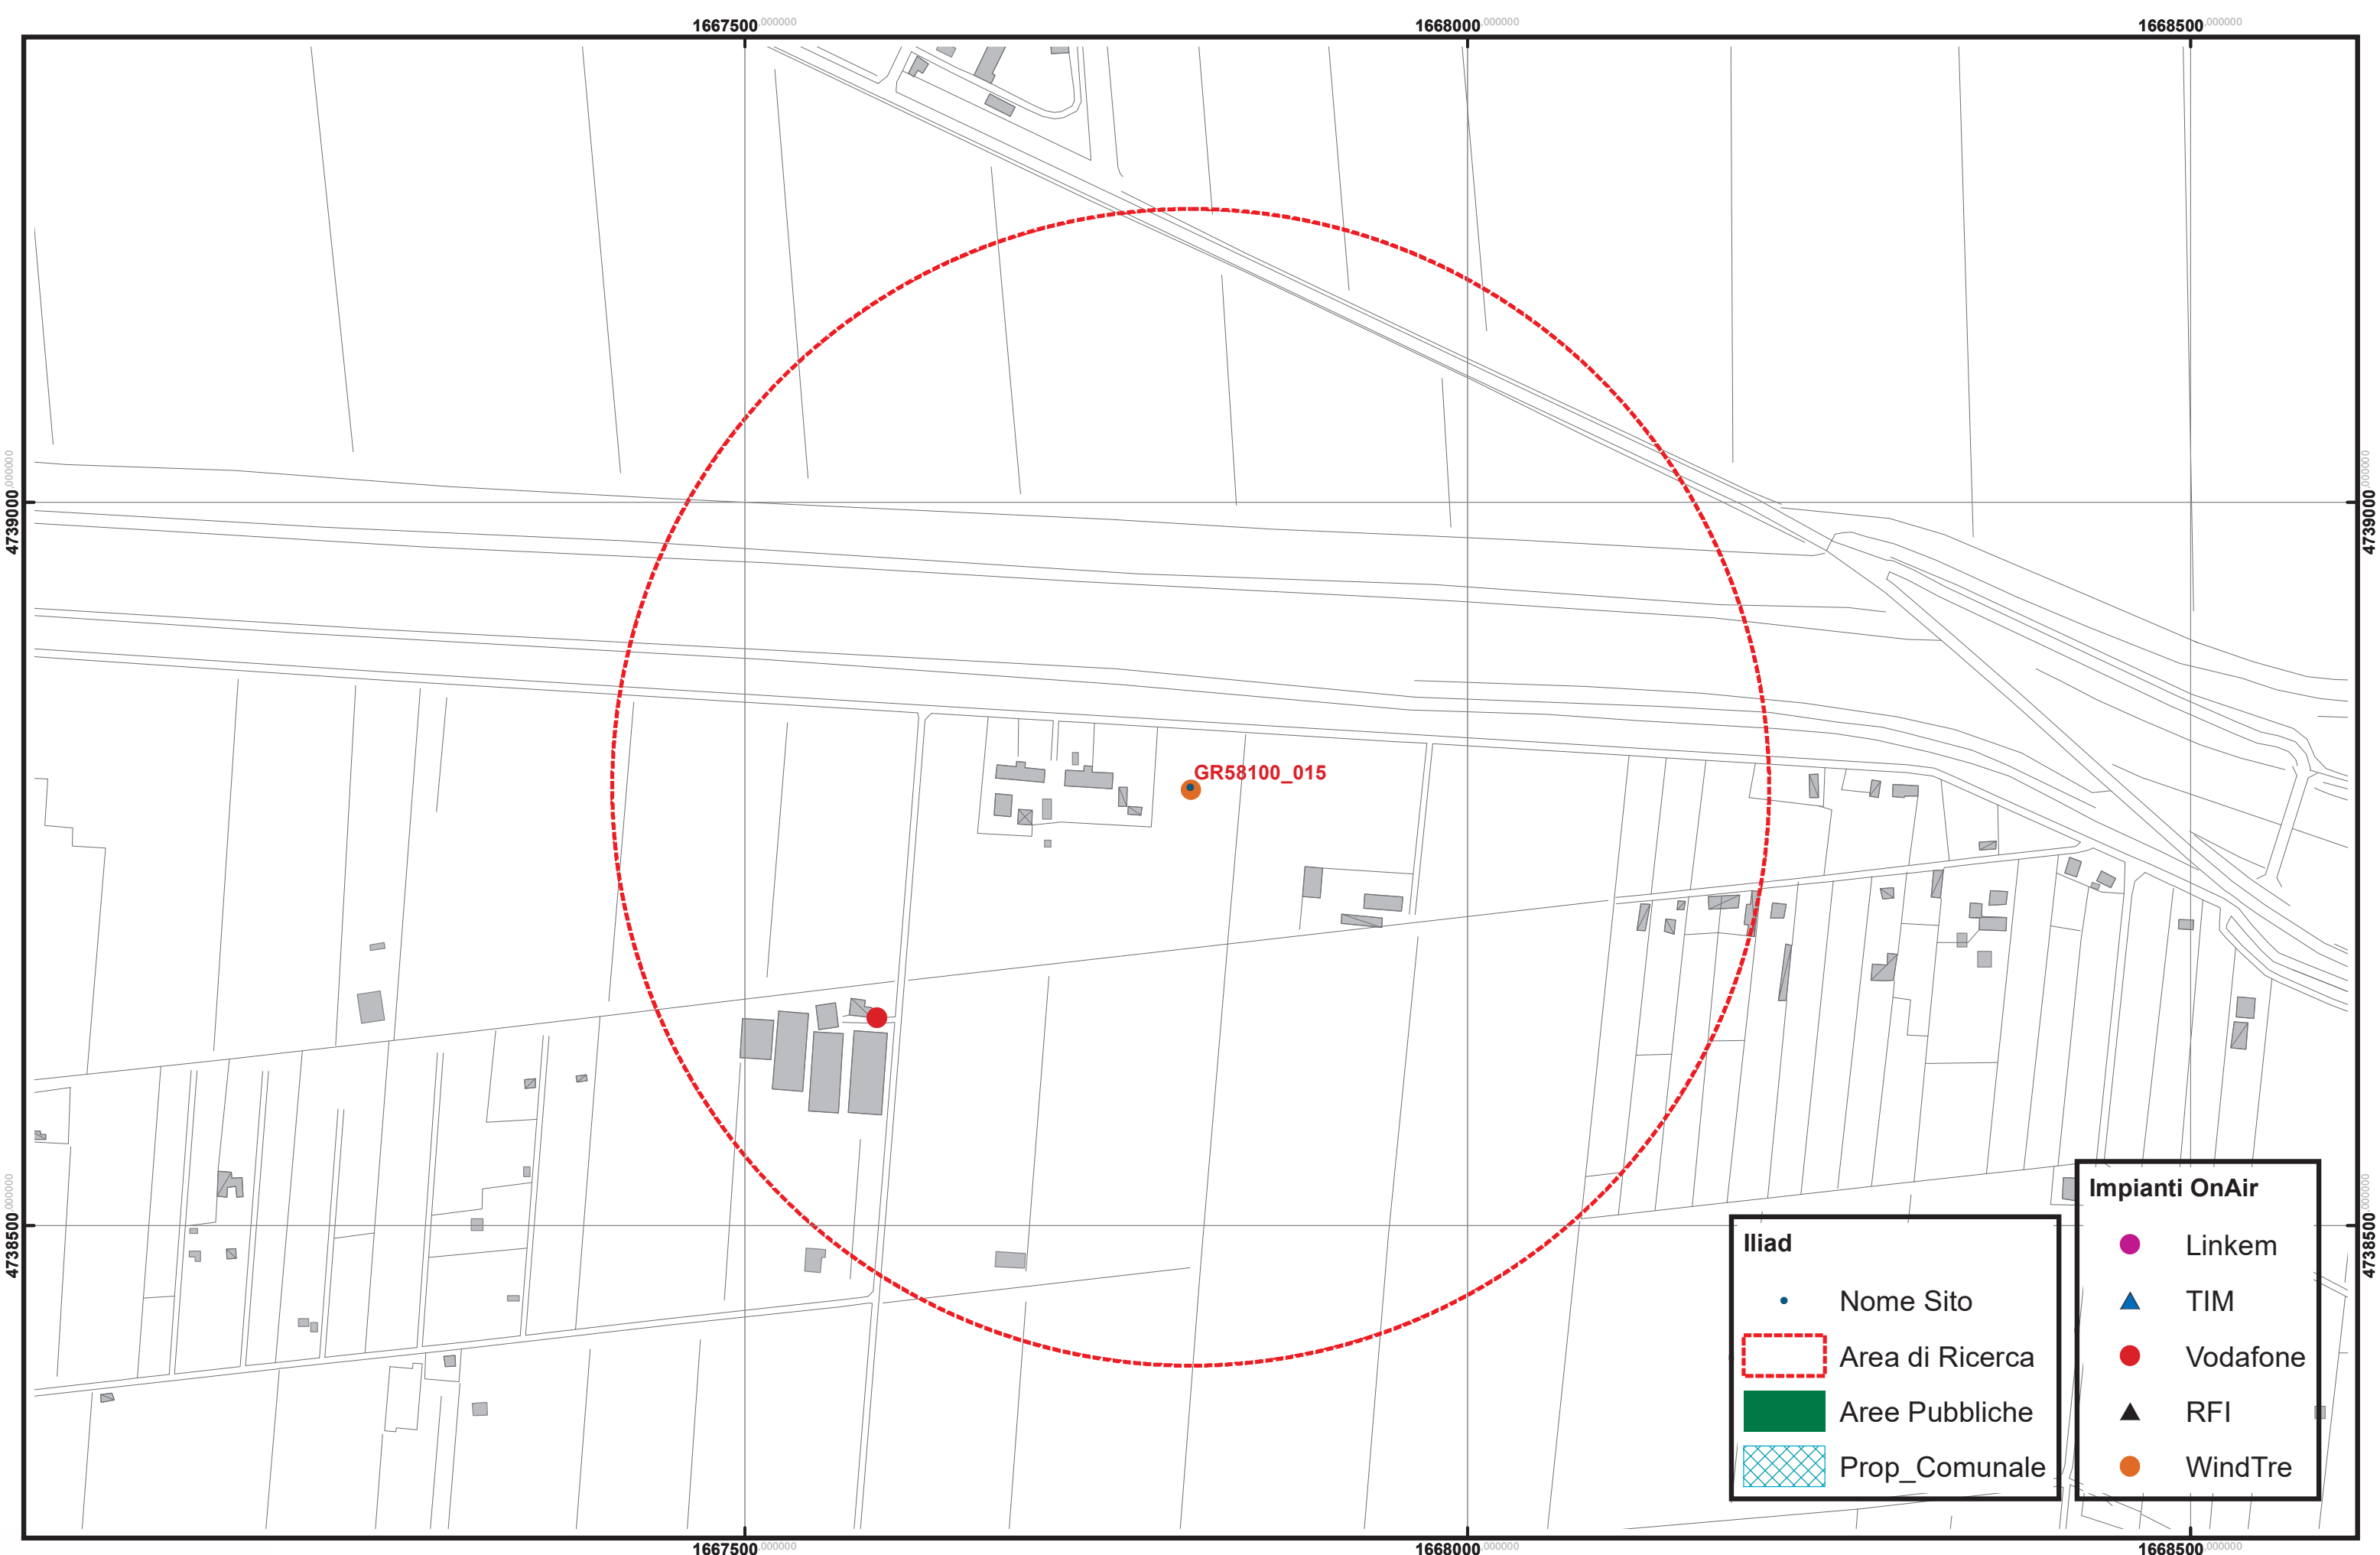 1667500,000000
1668000,000000
1668500,000000
4739000,000000
4739000,000000
GR58100_015
4738500,000000
4738500,000000
Iliad
Nome Sito
Area di Ricerca
Aree Pubbliche
Prop_Comunale
Impianti OnAir
Linkem
TIM
Vodafone
RFI
WindTre
1667500,000000
1668000,000000
1668500,000000